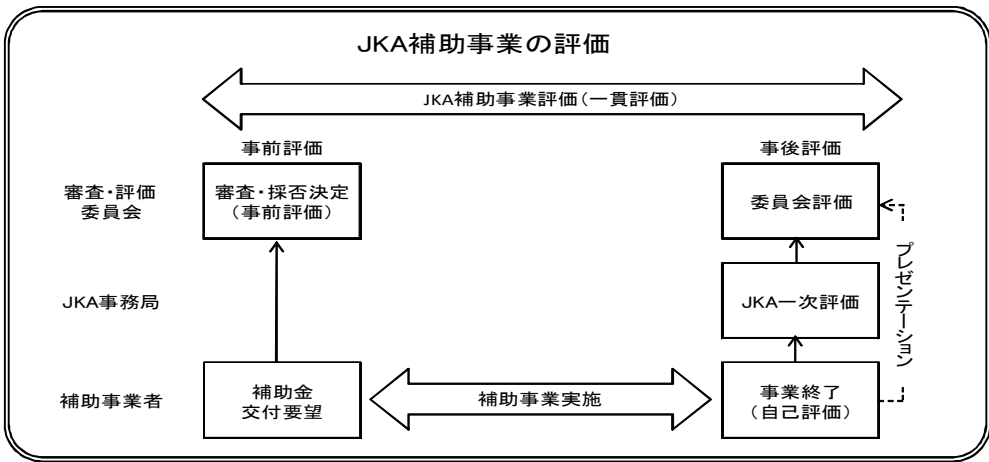 JKA補助事業の評価
JKA補助事業評価(一貫評価)
事前評価
事後評価
審査・評価
委員会
審査・採否決定
(事前評価)
委員会評価
プレゼンテーション
JKA事務局
JKA一次評価
補助事業者
補助金
交付要望
補助事業実施
事業終了
(自己評価)